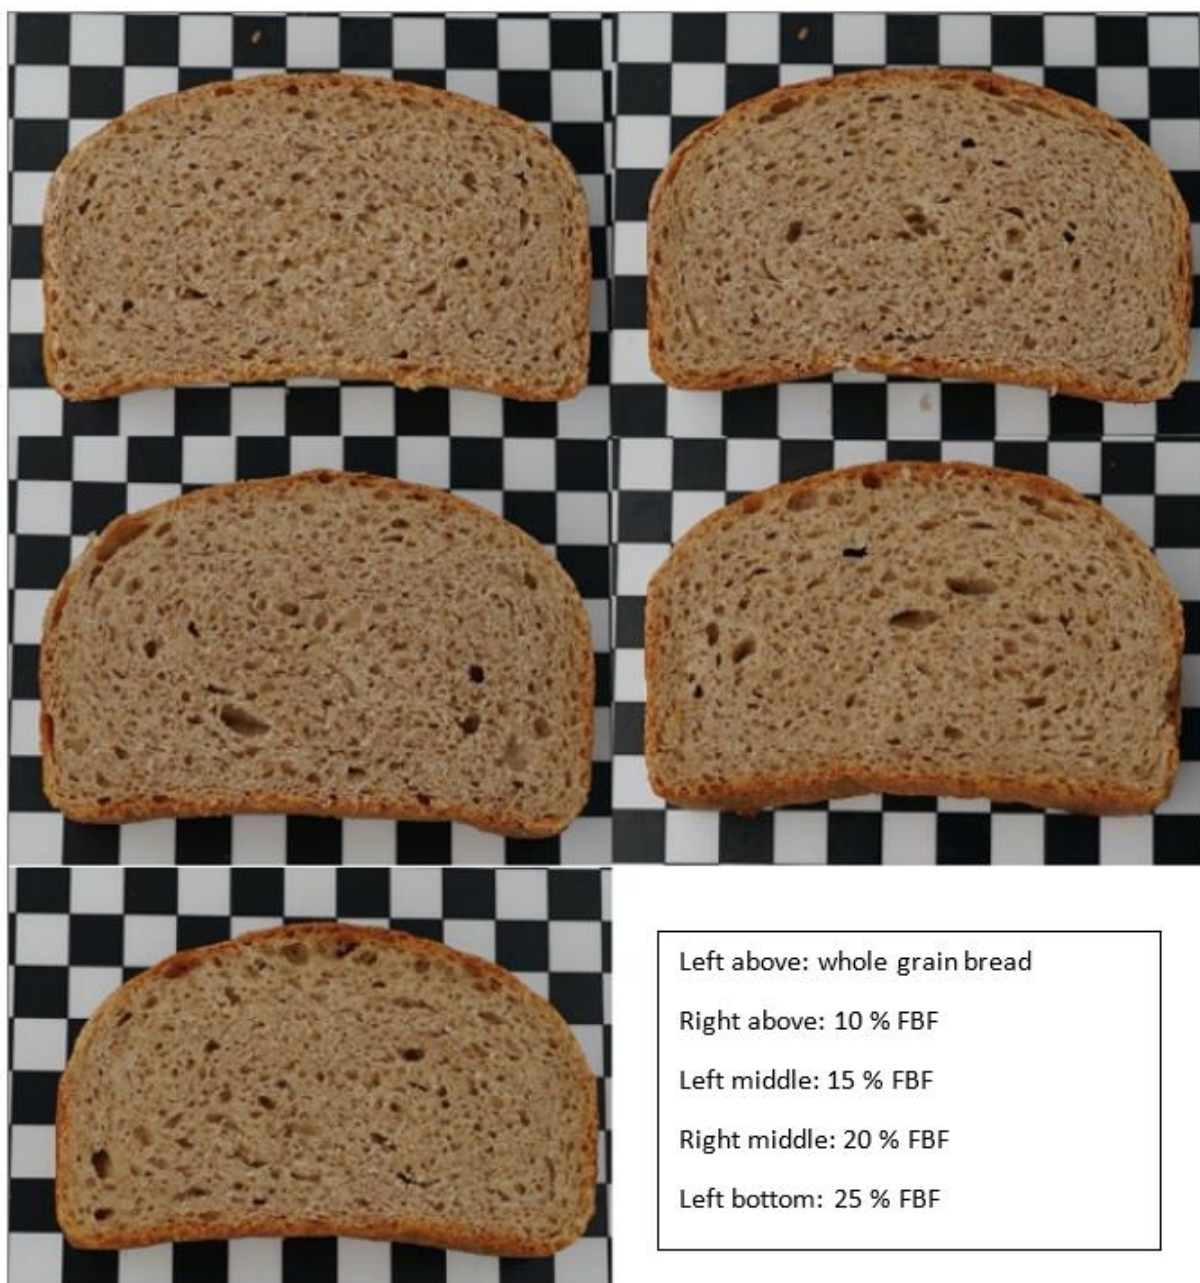 Left above: whole grain bread
Right above: 10 % FBF
Left middle: 15 % FBF
Right middle: 20 % FBF
Left bottom: 25 % FBF